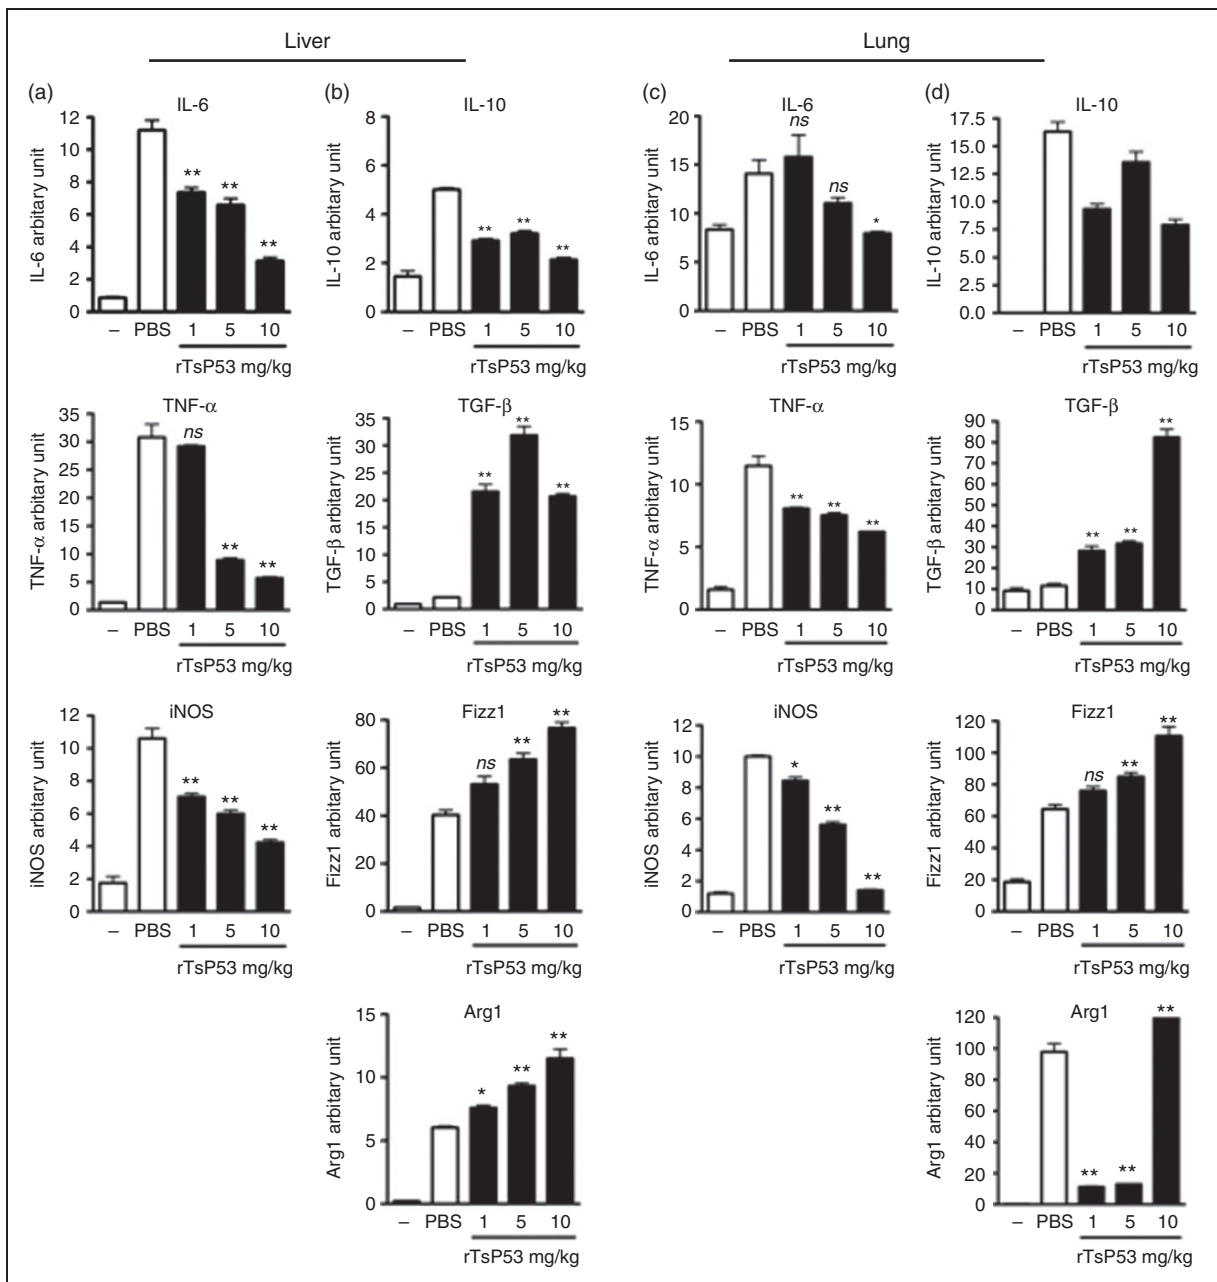 Liver
Lung
(a)
IL-6
12
10
8
6
4
2
0
IL-6 arbitary unit
**
**
**
– PBS 1 5 10
rTsP53 mg/kg
(b)
IL-10
8
6
4
2
0
IL-10 arbitary unit
**
**
**
– PBS 1 5 10
rTsP53 mg/kg
(c)
IL-6
20
15
10
5
0
IL-6 arbitary unit
ns
ns
*
– PBS 1 5 10
rTsP53 mg/kg
(d)
IL-10
17.5
15.0
12.5
10.0
7.5
5.0
2.5
0.0
IL-10 arbitary unit
– PBS 1 5 10
rTsP53 mg/kg
TNF-α
35
30
25
20
15
10
5
0
TNF-α arbitary unit
ns
**
**
– PBS 1 5 10
rTsP53 mg/kg
TGF-β
35
30
25
20
15
10
5
0
TGF-β arbitary unit
**
**
**
– PBS 1 5 10
rTsP53 mg/kg
TNF-α
15
10
5
0
TNF-α arbitary unit
**
**
**
– PBS 1 5 10
rTsP53 mg/kg
TGF-β
90
80
70
60
50
40
30
20
10
0
TGF-β arbitary unit
**
**
**
– PBS 1 5 10
rTsP53 mg/kg
iNOS
12
10
8
6
4
2
0
iNOS arbitary unit
**
**
**
– PBS 1 5 10
rTsP53 mg/kg
Fizz1
80
60
40
20
0
Fizz1 arbitary unit
ns
**
**
– PBS 1 5 10
rTsP53 mg/kg
iNOS
12
10
8
6
4
2
0
iNOS arbitary unit
*
**
**
– PBS 1 5 10
rTsP53 mg/kg
Fizz1
120
100
80
60
40
20
0
Fizz1 arbitary unit
ns
**
**
– PBS 1 5 10
rTsP53 mg/kg
Arg1
15
10
5
0
Arg1 arbitary unit
*
**
**
– PBS 1 5 10
rTsP53 mg/kg
Arg1
120
100
80
60
40
20
0
Arg1 arbitary unit
**
**
**
– PBS 1 5 10
rTsP53 mg/kg